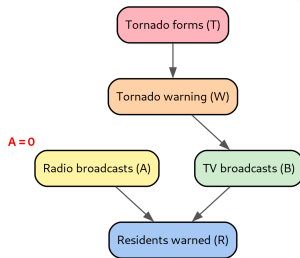 Tornado forms (T)
Tornado warning (W)
A = 0
Radio broadcasts (A)
TV broadcasts (B)
Residents warned (R)